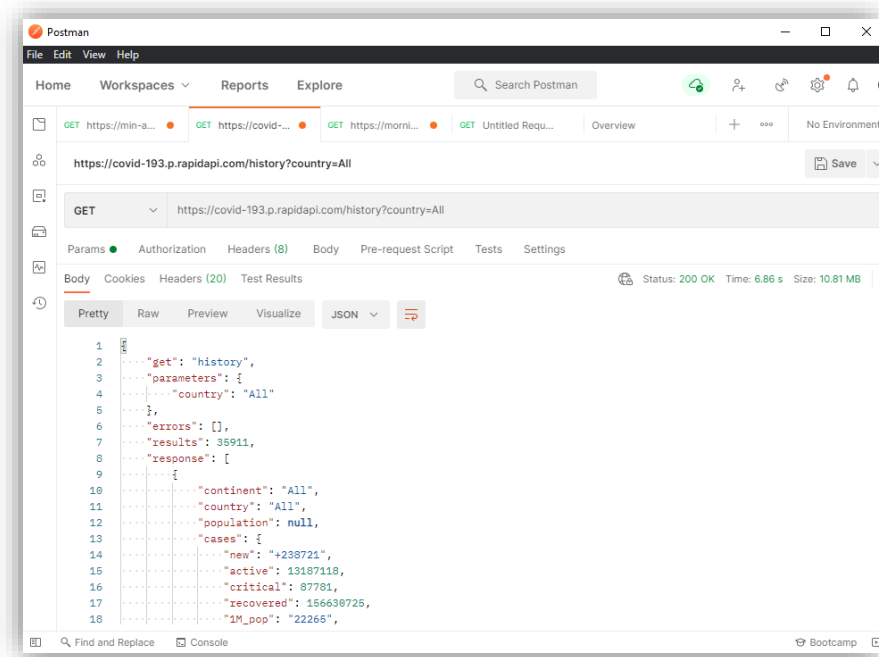 Postman
File Edit View Help
Home Workspaces Reports Explore Search Postman
GET https://min-a... GET https://covid-... GET https://morni... GET Untitled Requ... Overview No Environment
https://covid-193.p.rapidapi.com/history?country=All Save
GET https://covid-193.p.rapidapi.com/history?country=All
Params Authorization Headers (8) Body Pre-request Script Tests Settings
Body Cookies Headers (20) Test Results Status: 200 OK Time: 6.86 s Size: 10.81 MB
Pretty Raw Preview Visualize JSON
1 {
2 "get": "history",
3 "parameters": {
4 "country": "All"
5 },
6 "errors": [],
7 "results": 35911,
8 "response": [
9 {
10 "continent": "All",
11 "country": "All",
12 "population": null,
13 "cases": {
14 "new": "+238721",
15 "active": 13187118,
16 "critical": 87781,
17 "recovered": 156630725,
18 "1M_pop": "22265",
Find and Replace Console Bootcamp